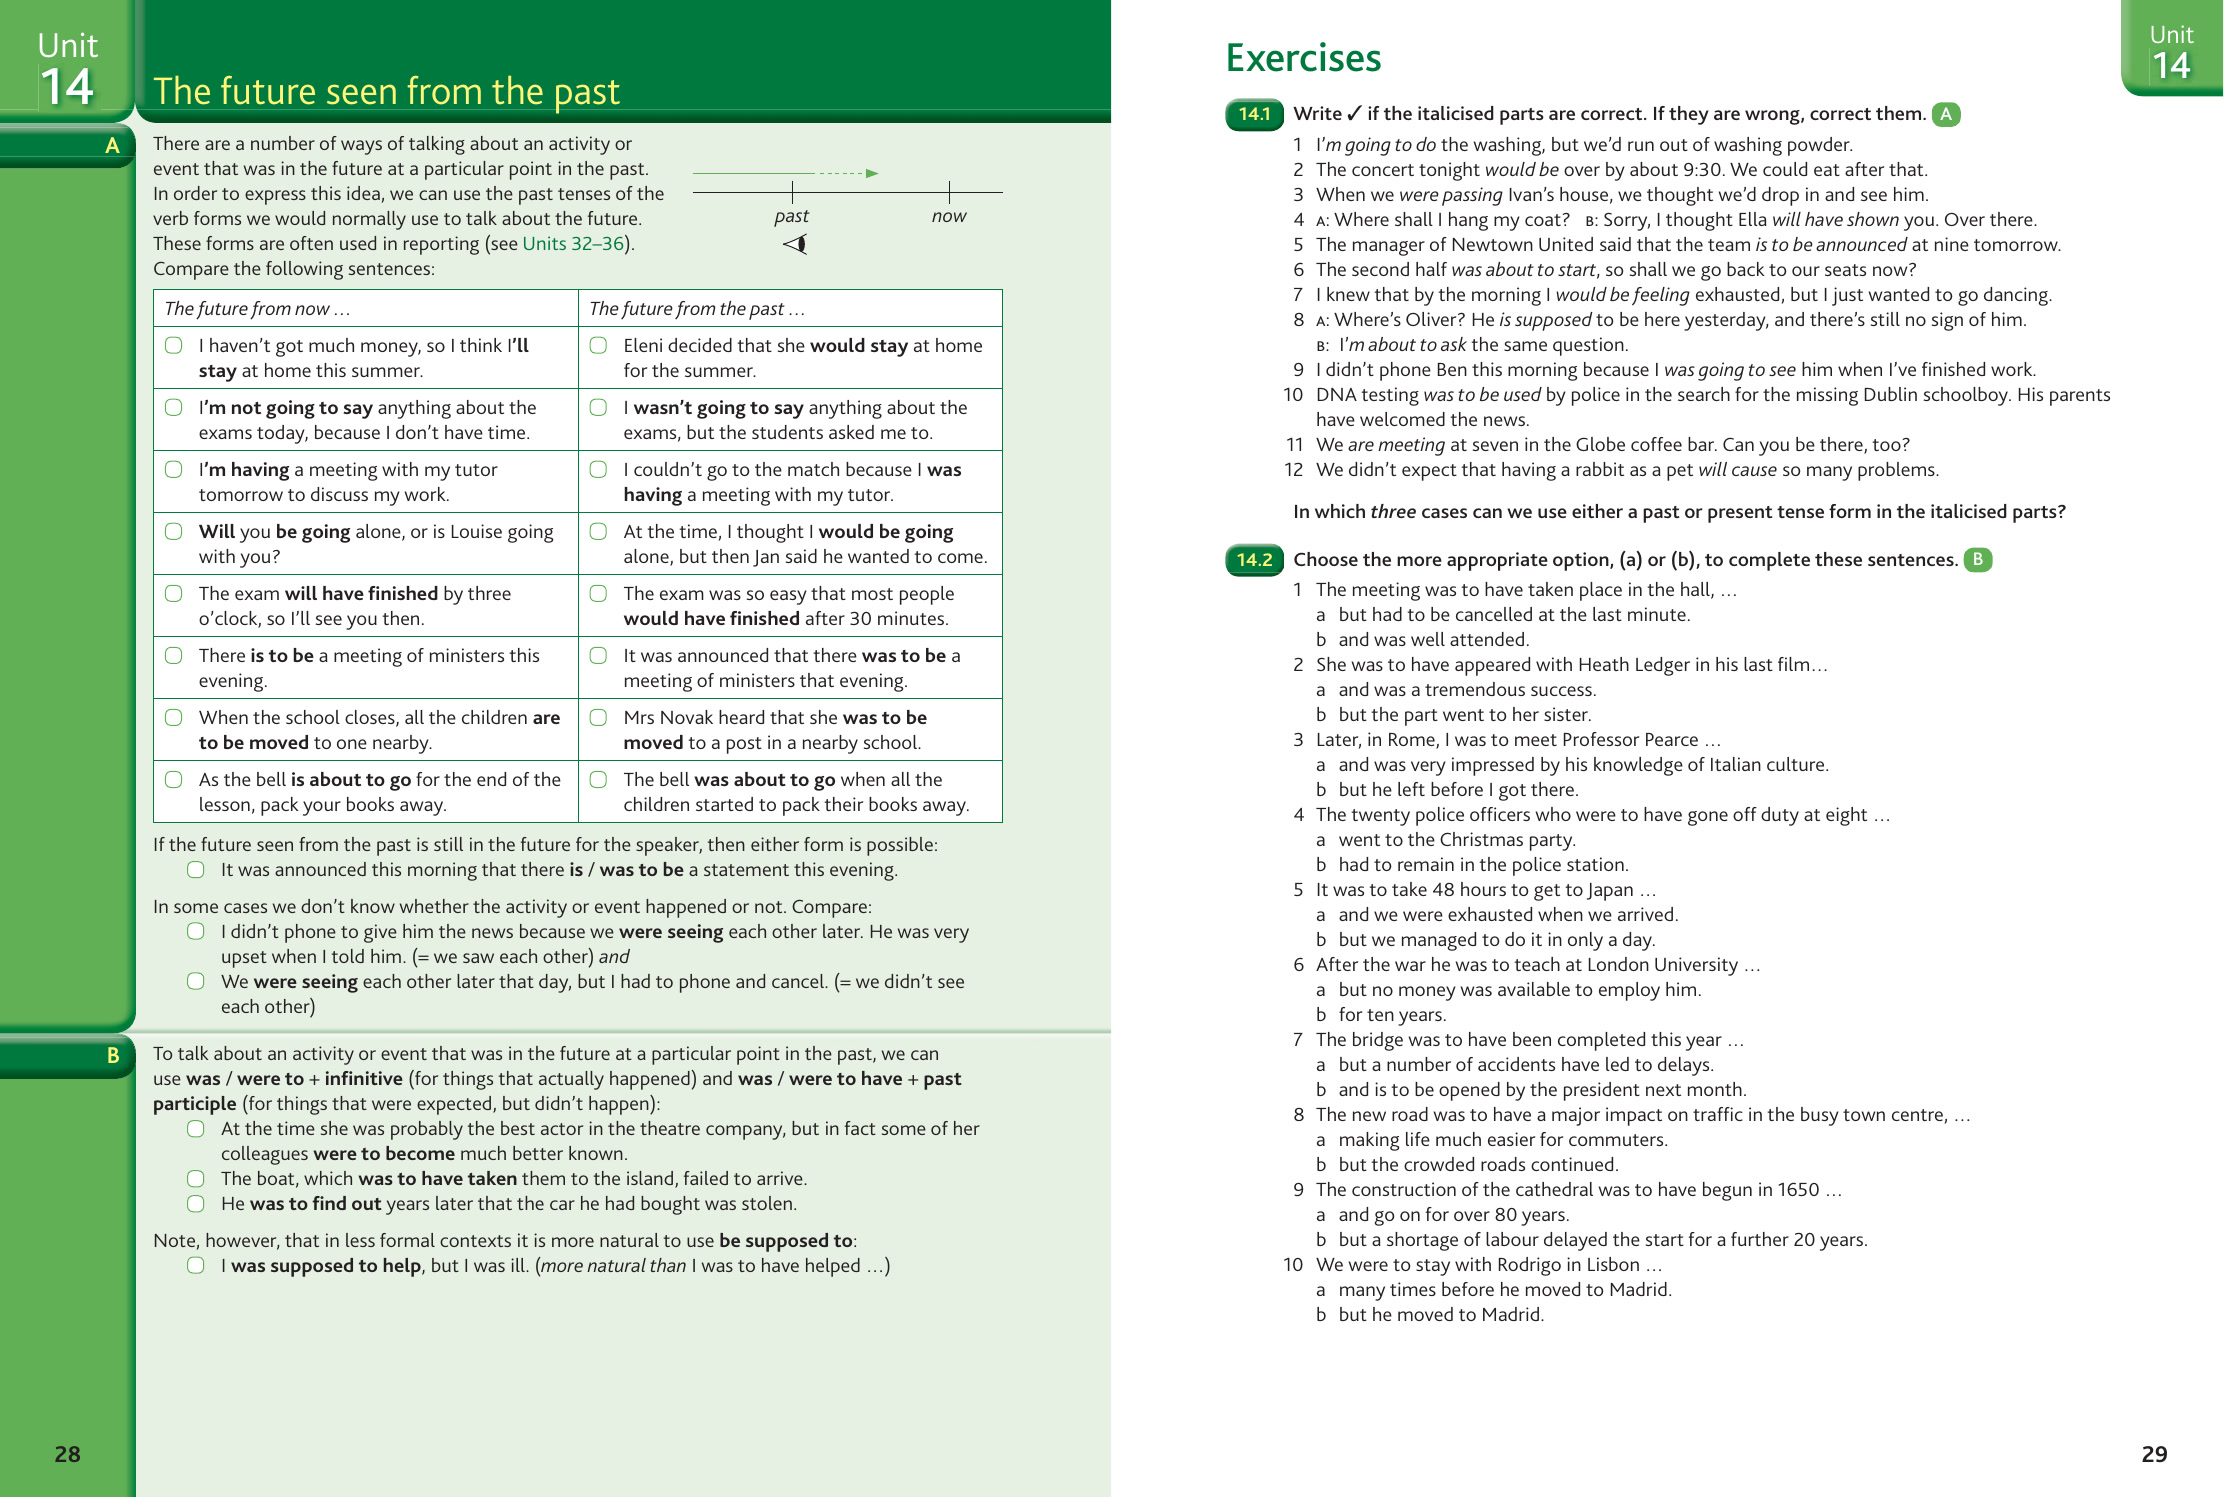 Unit
14
The future seen from the past
A
There are a number of ways of talking about an activity or
event that was in the future at a particular point in the past.
In order to express this idea, we can use the past tenses of the
verb forms we would normally use to talk about the future.
These forms are often used in reporting (see Units 32–36).
Compare the following sentences:
past now
The future from now …
The future from the past …
I haven't got much money, so I think I'll
stay at home this summer.
Eleni decided that she would stay at home
for the summer.
I'm not going to say anything about the
exams today, because I don't have time.
I wasn't going to say anything about the
exams, but the students asked me to.
I'm having a meeting with my tutor
tomorrow to discuss my work.
I couldn't go to the match because I was
having a meeting with my tutor.
Will you be going alone, or is Louise going
with you?
At the time, I thought I would be going
alone, but then Jan said he wanted to come.
The exam will have finished by three
o'clock, so I'll see you then.
The exam was so easy that most people
would have finished after 30 minutes.
There is to be a meeting of ministers this
evening.
It was announced that there was to be a
meeting of ministers that evening.
When the school closes, all the children are
to be moved to one nearby.
Mrs Novak heard that she was to be
moved to a post in a nearby school.
As the bell is about to go for the end of the
lesson, pack your books away.
The bell was about to go when all the
children started to pack their books away.
If the future seen from the past is still in the future for the speaker, then either form is possible:
It was announced this morning that there is / was to be a statement this evening.
In some cases we don't know whether the activity or event happened or not. Compare:
I didn't phone to give him the news because we were seeing each other later. He was very
upset when I told him. (= we saw each other) and
We were seeing each other later that day, but I had to phone and cancel. (= we didn't see
each other)
B
To talk about an activity or event that was in the future at a particular point in the past, we can
use was / were to + infinitive (for things that actually happened) and was / were to have + past
participle (for things that were expected, but didn't happen):
At the time she was probably the best actor in the theatre company, but in fact some of her
colleagues were to become much better known.
The boat, which was to have taken them to the island, failed to arrive.
He was to find out years later that the car he had bought was stolen.
Note, however, that in less formal contexts it is more natural to use be supposed to:
I was supposed to help, but I was ill. (more natural than I was to have helped …)
28
Exercises
Unit
14
14.1 Write ✓ if the italicised parts are correct. If they are wrong, correct them. A
1 I'm going to do the washing, but we'd run out of washing powder.
2 The concert tonight would be over by about 9:30. We could eat after that.
3 When we were passing Ivan's house, we thought we'd drop in and see him.
4 A: Where shall I hang my coat? B: Sorry, I thought Ella will have shown you. Over there.
5 The manager of Newtown United said that the team is to be announced at nine tomorrow.
6 The second half was about to start, so shall we go back to our seats now?
7 I knew that by the morning I would be feeling exhausted, but I just wanted to go dancing.
8 A: Where's Oliver? He is supposed to be here yesterday, and there's still no sign of him.
B: I'm about to ask the same question.
9 I didn't phone Ben this morning because I was going to see him when I've finished work.
10 DNA testing was to be used by police in the search for the missing Dublin schoolboy. His parents
have welcomed the news.
11 We are meeting at seven in the Globe coffee bar. Can you be there, too?
12 We didn't expect that having a rabbit as a pet will cause so many problems.
In which three cases can we use either a past or present tense form in the italicised parts?
14.2 Choose the more appropriate option, (a) or (b), to complete these sentences. B
1 The meeting was to have taken place in the hall, …
a but had to be cancelled at the last minute.
b and was well attended.
2 She was to have appeared with Heath Ledger in his last film…
a and was a tremendous success.
b but the part went to her sister.
3 Later, in Rome, I was to meet Professor Pearce …
a and was very impressed by his knowledge of Italian culture.
b but he left before I got there.
4 The twenty police officers who were to have gone off duty at eight …
a went to the Christmas party.
b had to remain in the police station.
5 It was to take 48 hours to get to Japan …
a and we were exhausted when we arrived.
b but we managed to do it in only a day.
6 After the war he was to teach at London University …
a but no money was available to employ him.
b for ten years.
7 The bridge was to have been completed this year …
a but a number of accidents have led to delays.
b and is to be opened by the president next month.
8 The new road was to have a major impact on traffic in the busy town centre, …
a making life much easier for commuters.
b but the crowded roads continued.
9 The construction of the cathedral was to have begun in 1650 …
a and go on for over 80 years.
b but a shortage of labour delayed the start for a further 20 years.
10 We were to stay with Rodrigo in Lisbon …
a many times before he moved to Madrid.
b but he moved to Madrid.
29